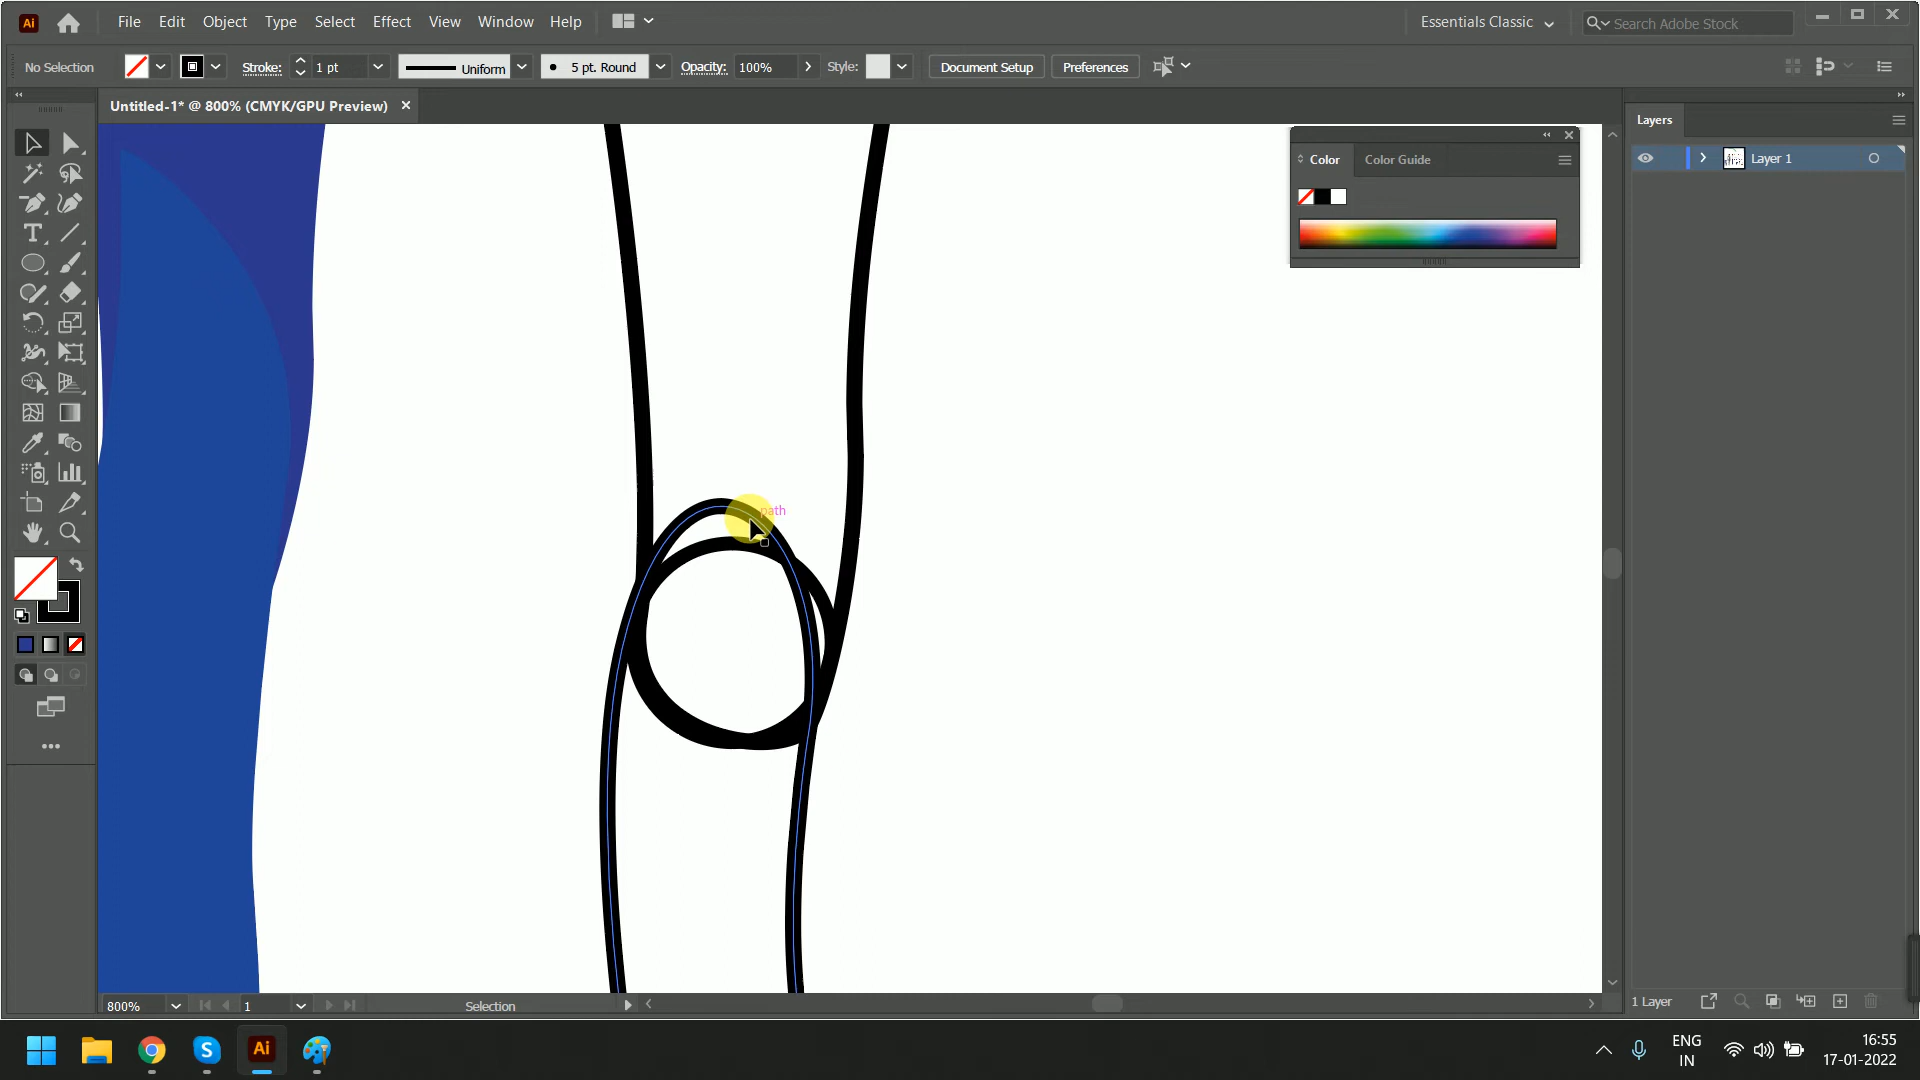 Ai File Edit Object Type Select Effect View Window Help Essentials Classic Search Adobe Stock
No Selection Stroke: 1 pt Uniform 5 pt. Round Opacity: 100% Style: Document Setup Preferences
Untitled-1* @ 800% (CMYK/GPU Preview)
Layers
Layer 1
Color Color Guide
path
800% 1 Selection
1 Layer
Ai
ENG
IN
16:55
17-01-2022